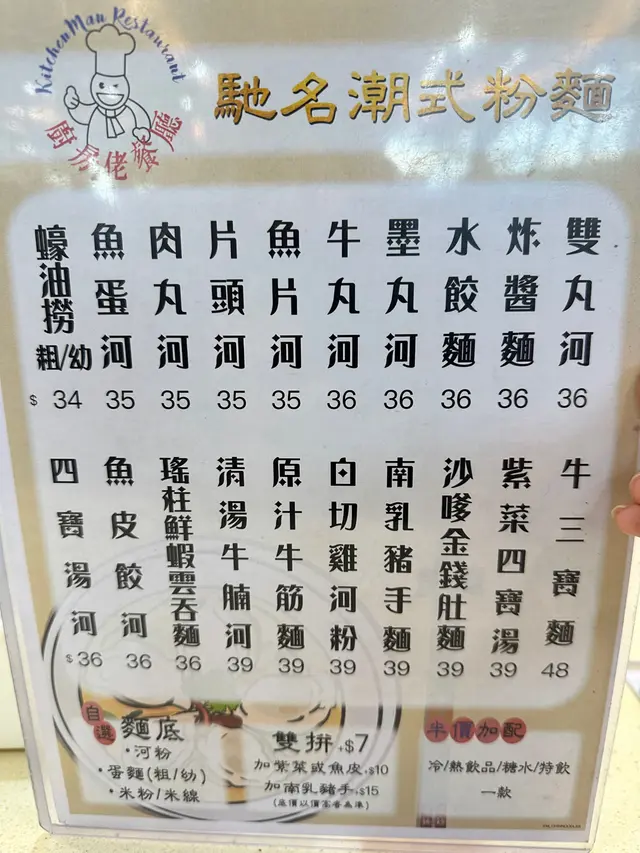 KitchenMan Restaurant
廚房佬餐廳
馳名潮式粉麵
蠔油撈粗/幼 $34
魚蛋河 35
肉丸河 35
片頭河 35
魚片河 35
牛丸河 36
墨丸河 36
水餃麵 36
炸醬麵 36
雙丸河 36
四寶湯河 $36
魚皮餃河 36
瑤柱鮮蝦雲吞麵 36
清湯牛腩河 39
原汁牛筋麵 39
白切雞河粉 39
南乳豬手麵 39
沙嗲金錢肚麵 39
紫菜四寶湯 39
牛三寶麵 48
自選 麵底
・河粉
・蛋麵(粗/幼)
・米粉/米線
雙拼 +$7
加紫菜或魚皮+$10
加南乳豬手+$15
(底價以價高者為準)
半價加配
冷/熱飲品/糖水/特飲
一款